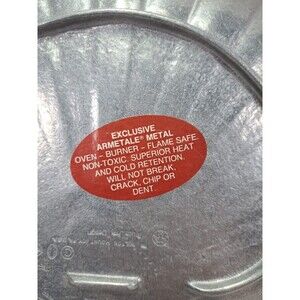 EXCLUSIVE
ARMETALE® METAL
OVEN – BURNER – FLAME SAFE
NON-TOXIC. SUPERIOR HEAT
AND COLD RETENTION.
WILL NOT BREAK,
CRACK, CHIP OR
DENT